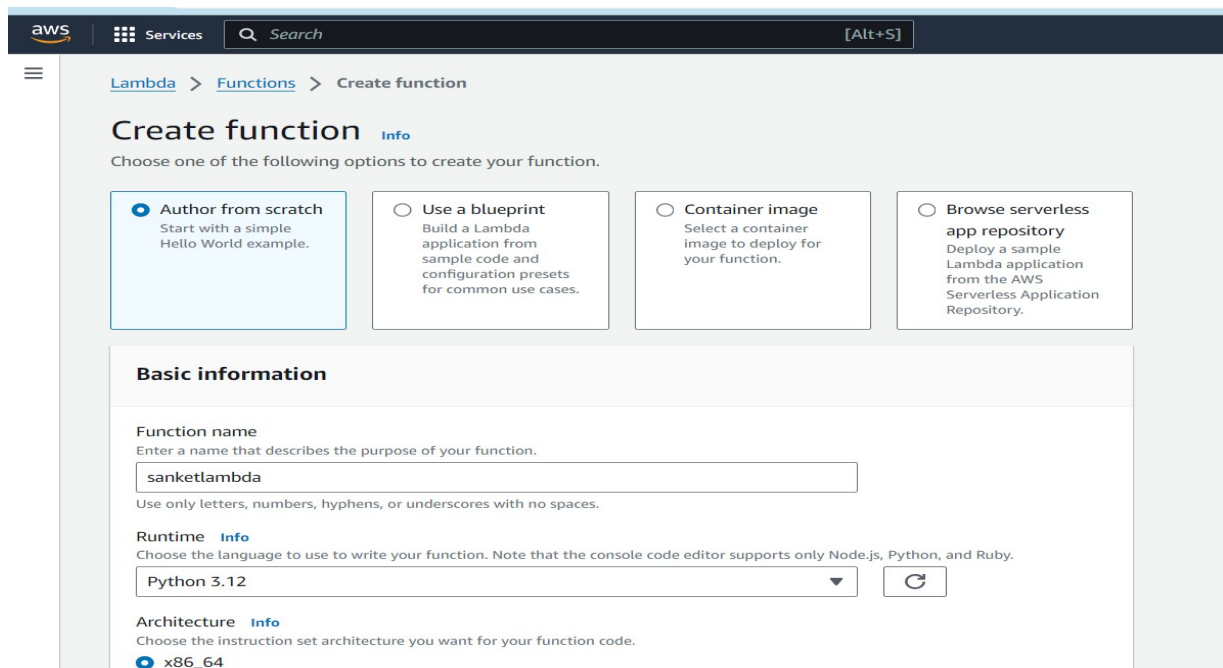 aws
Services
Search
[Alt+S]
Lambda > Functions > Create function
Create function Info
Choose one of the following options to create your function.
Author from scratch
Start with a simple
Hello World example.
Use a blueprint
Build a Lambda
application from
sample code and
configuration presets
for common use cases.
Container image
Select a container
image to deploy for
your function.
Browse serverless
app repository
Deploy a sample
Lambda application
from the AWS
Serverless Application
Repository.
Basic information
Function name
Enter a name that describes the purpose of your function.
sanketlambda
Use only letters, numbers, hyphens, or underscores with no spaces.
Runtime Info
Choose the language to use to write your function. Note that the console code editor supports only Node.js, Python, and Ruby.
Python 3.12
Architecture Info
Choose the instruction set architecture you want for your function code.
x86_64